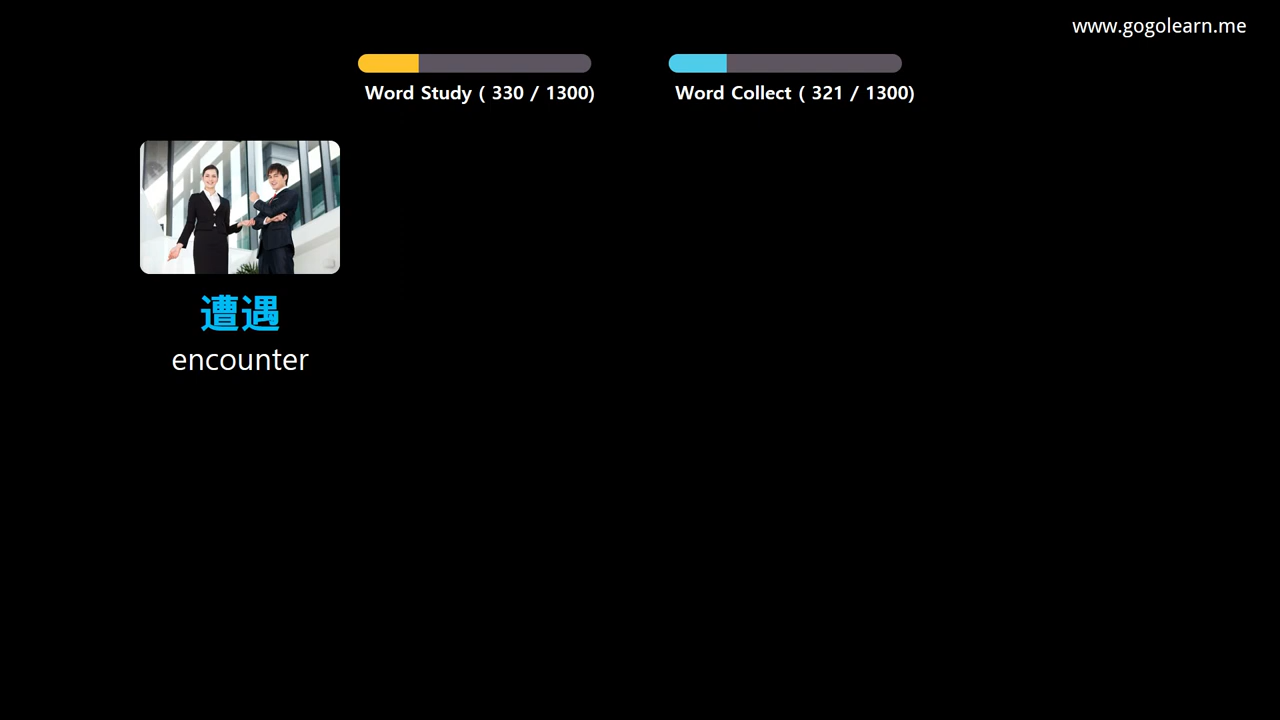 www.gogolearn.me
Word Study ( 330 / 1300)
Word Collect ( 321 / 1300)
遭遇
encounter